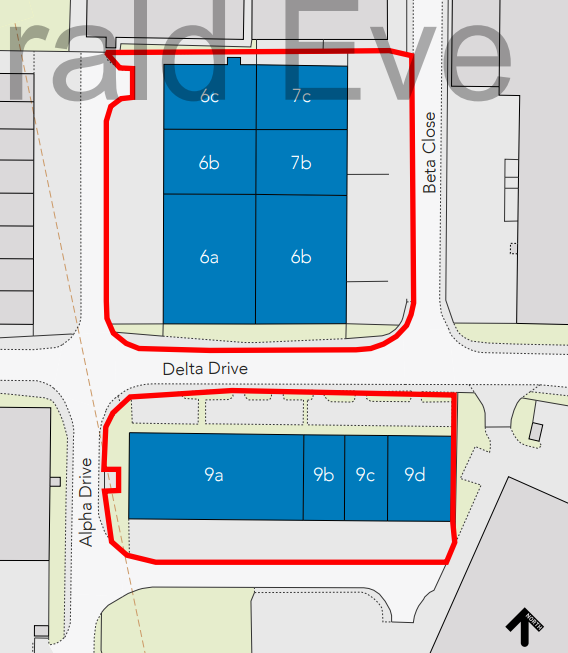 rald Eve
6c 7c
6b 7b
6a 6b
Beta Close
Delta Drive
9a 9b 9c 9d
Alpha Drive
NORTH